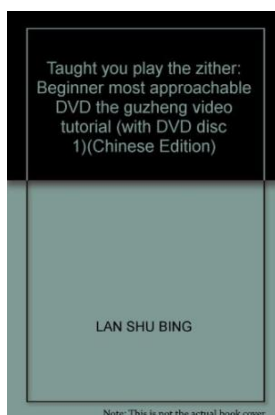 Taught you play the zither:
Beginner most approachable
DVD the guzheng video
tutorial (with DVD disc
1)(Chinese Edition)
LAN SHU BING
Note: This is not the actual book cover